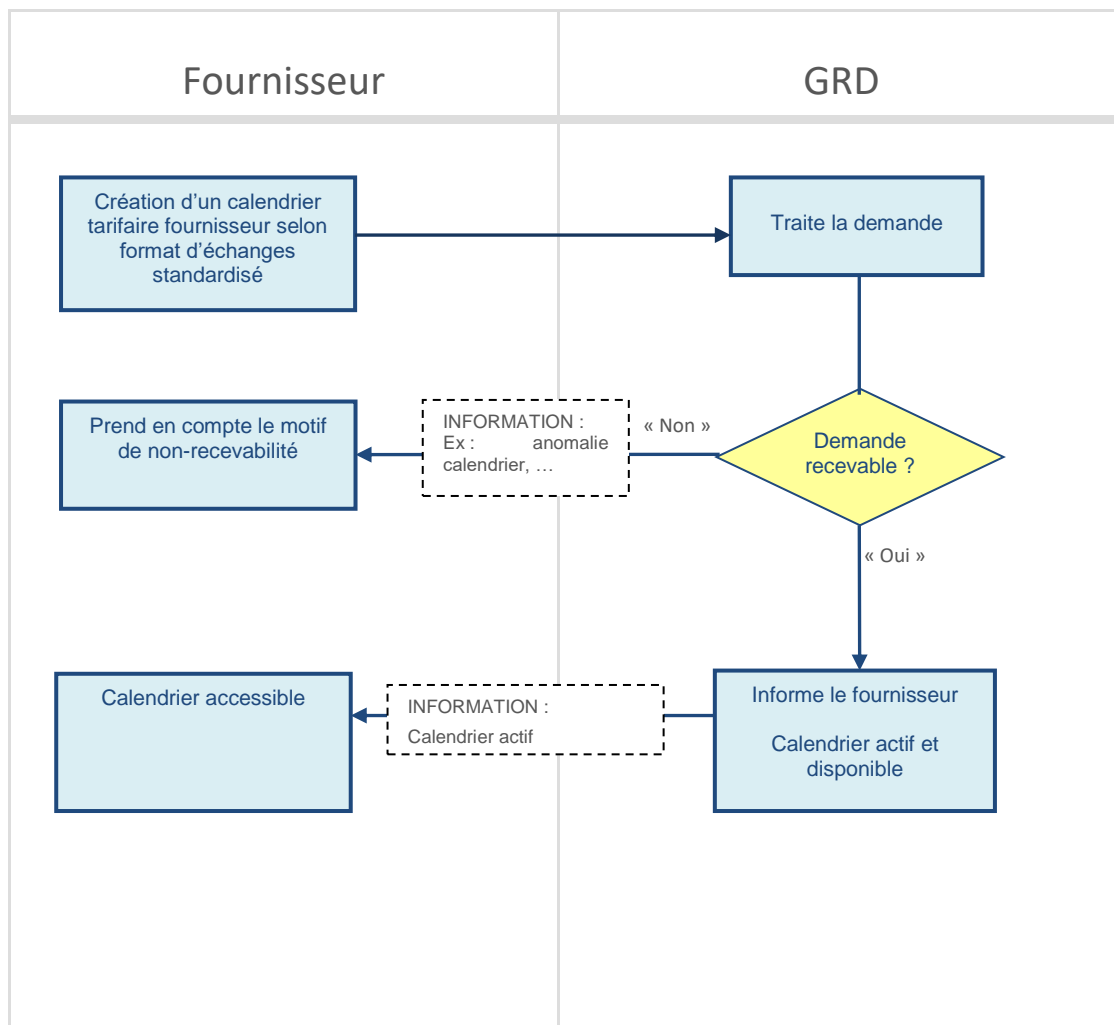 Fournisseur
GRD
Création d'un calendrier
tarifaire fournisseur selon
format d'échanges
standardisé
Traite la demande
Prend en compte le motif
de non-recevabilité
INFORMATION :
Ex : anomalie
calendrier, …
« Non »
Demande
recevable ?
« Oui »
Calendrier accessible
INFORMATION :
Calendrier actif
Informe le fournisseur
Calendrier actif et
disponible